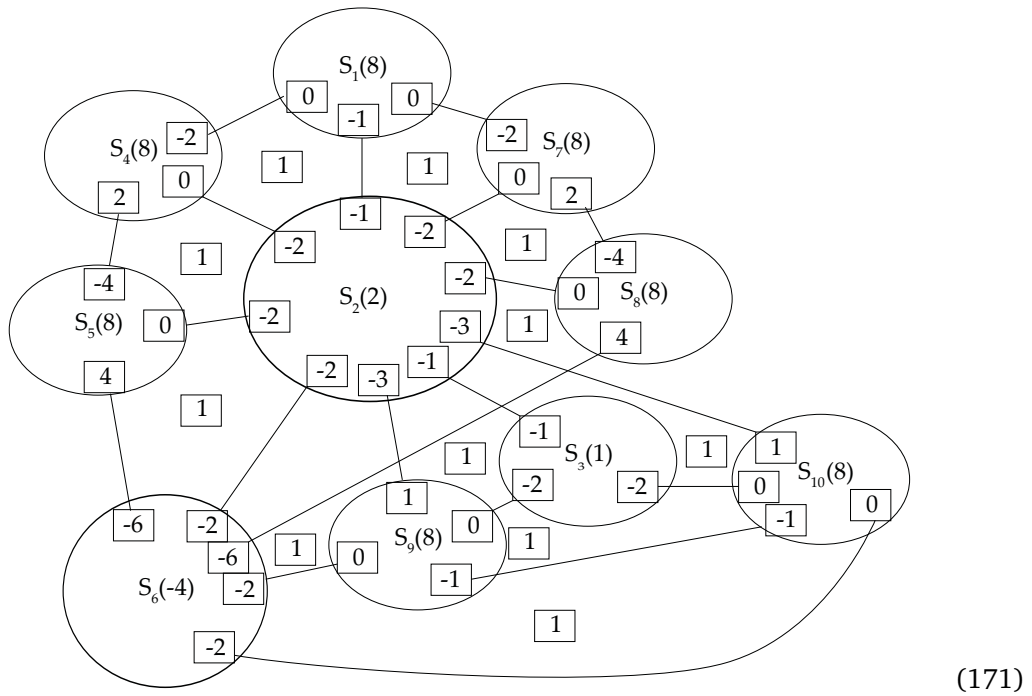 S₁(8)
0 0
-1
-2 S₄(8) 0 2
-2 S₇(8) 0 2
1 1
-1
-2 -2
S₂(2)
-2 -2
-3
-2 -3 -1
1 1
-4 S₈(8) 0 4
-4 S₅(8) 0 4
1 1
-1 S₃(1)
-2 -2
1 1
1 S₁₀(8)
0 0
-1
1 S₉(8) 0
0 -1
1 1
-6 -2
-6
S₆(-4) -2
-2
1
(171)